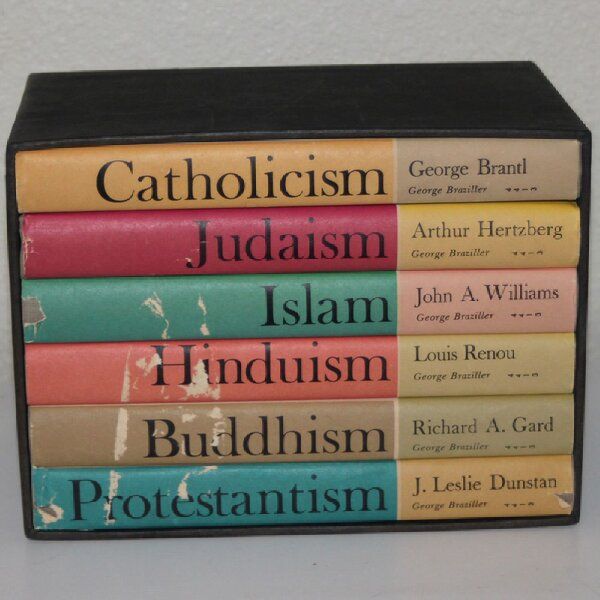 Catholicism
George Brantl
George Braziller
Judaism
Arthur Hertzberg
George Braziller
Islam
John A. Williams
George Braziller
Hinduism
Louis Renou
George Braziller
Buddhism
Richard A. Gard
George Braziller
Protestantism
J. Leslie Dunstan
George Braziller